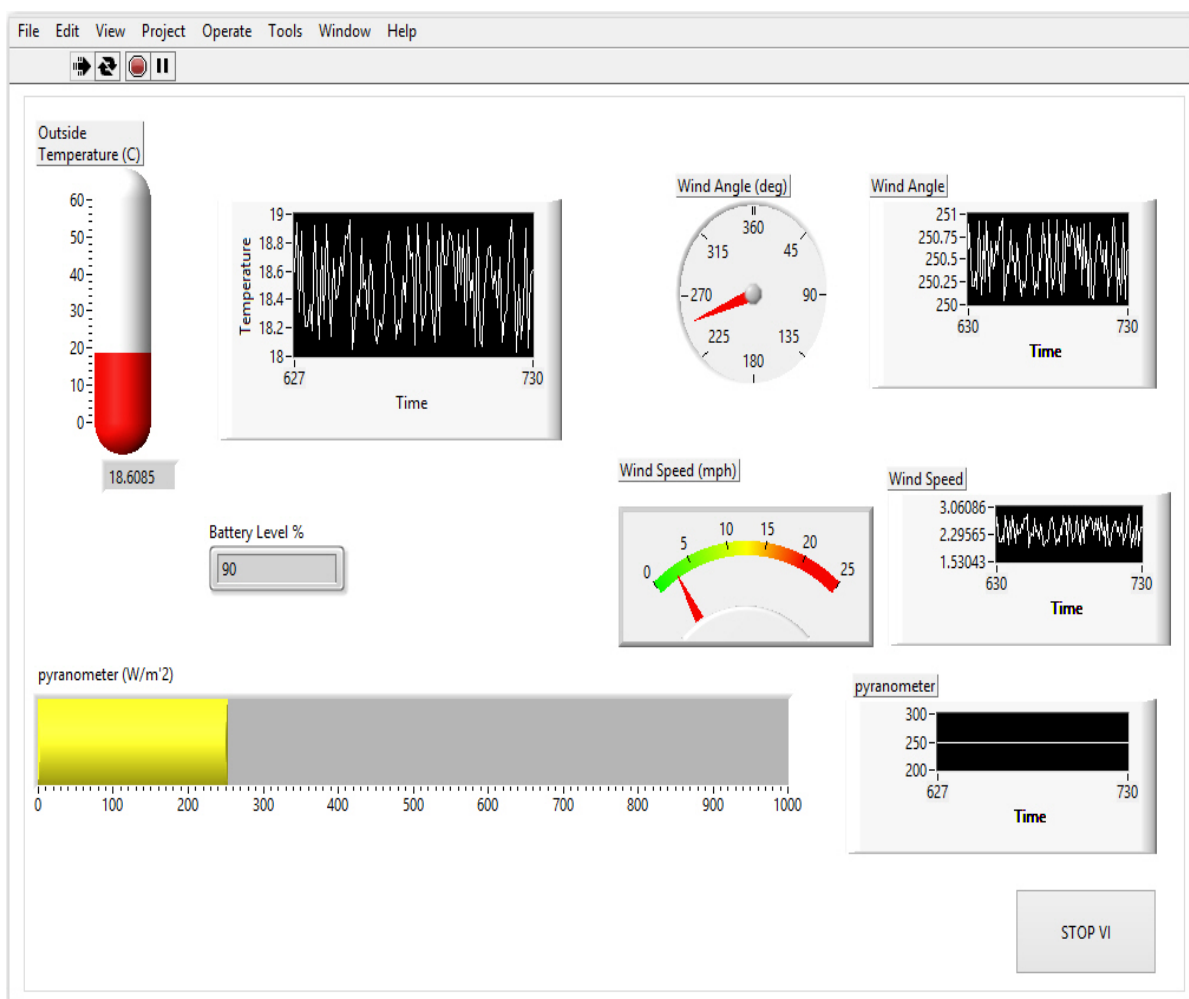 File Edit View Project Operate Tools Window Help
Outside
Temperature (C)
60
50
40
30
20
10
0
18.6085
Temperature
19
18.8
18.6
18.4
18.2
18
627 730
Time
Wind Angle (deg)
360
315 45
270 90
225 135
180
Wind Angle
251
250.75
250.5
250.25
250
630 730
Time
Battery Level %
90
Wind Speed (mph)
0 5 10 15 20 25
Wind Speed
3.06086
2.29565
1.53043
630 730
Time
pyranometer (W/m'2)
0 100 200 300 400 500 600 700 800 900 1000
pyranometer
300
250
200
627 730
Time
STOP VI